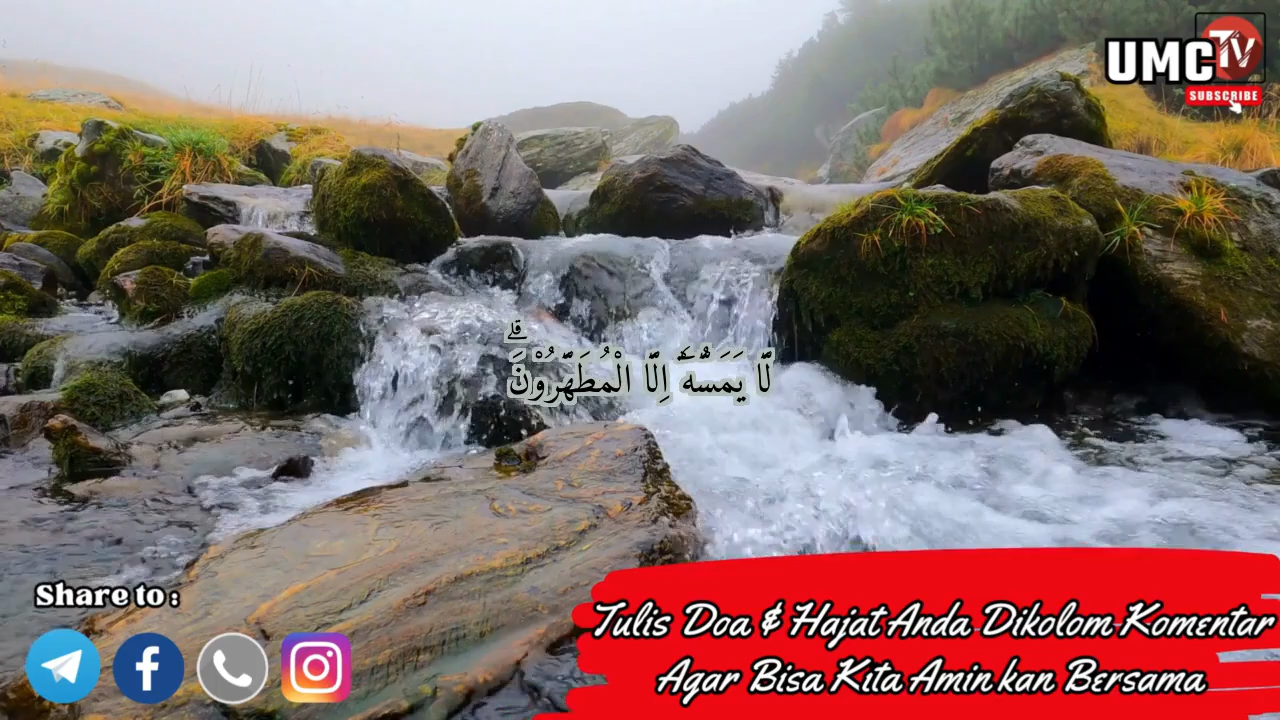 UMC TV
SUBSCRIBE
لَّا يَمَسُّهٗٓ اِلَّا الْمُطَهَّرُوْنَۗ
Share to :
Tulis Doa & Hajat Anda Dikolom Komentar
Agar Bisa Kita Amin kan Bersama